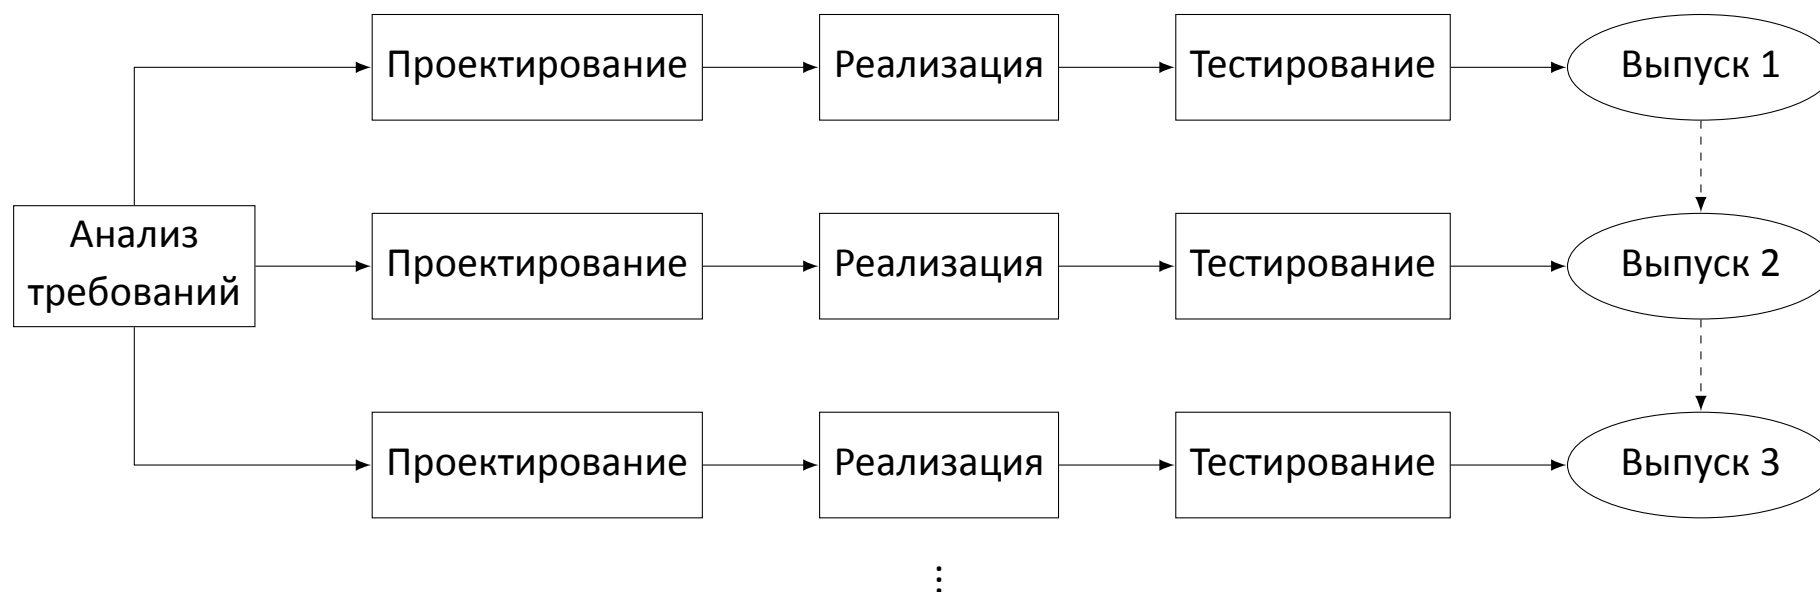 Проектирование
Реализация
Тестирование
Выпуск 1
Анализ
требований
Проектирование
Реализация
Тестирование
Выпуск 2
Проектирование
Реализация
Тестирование
Выпуск 3
⋮